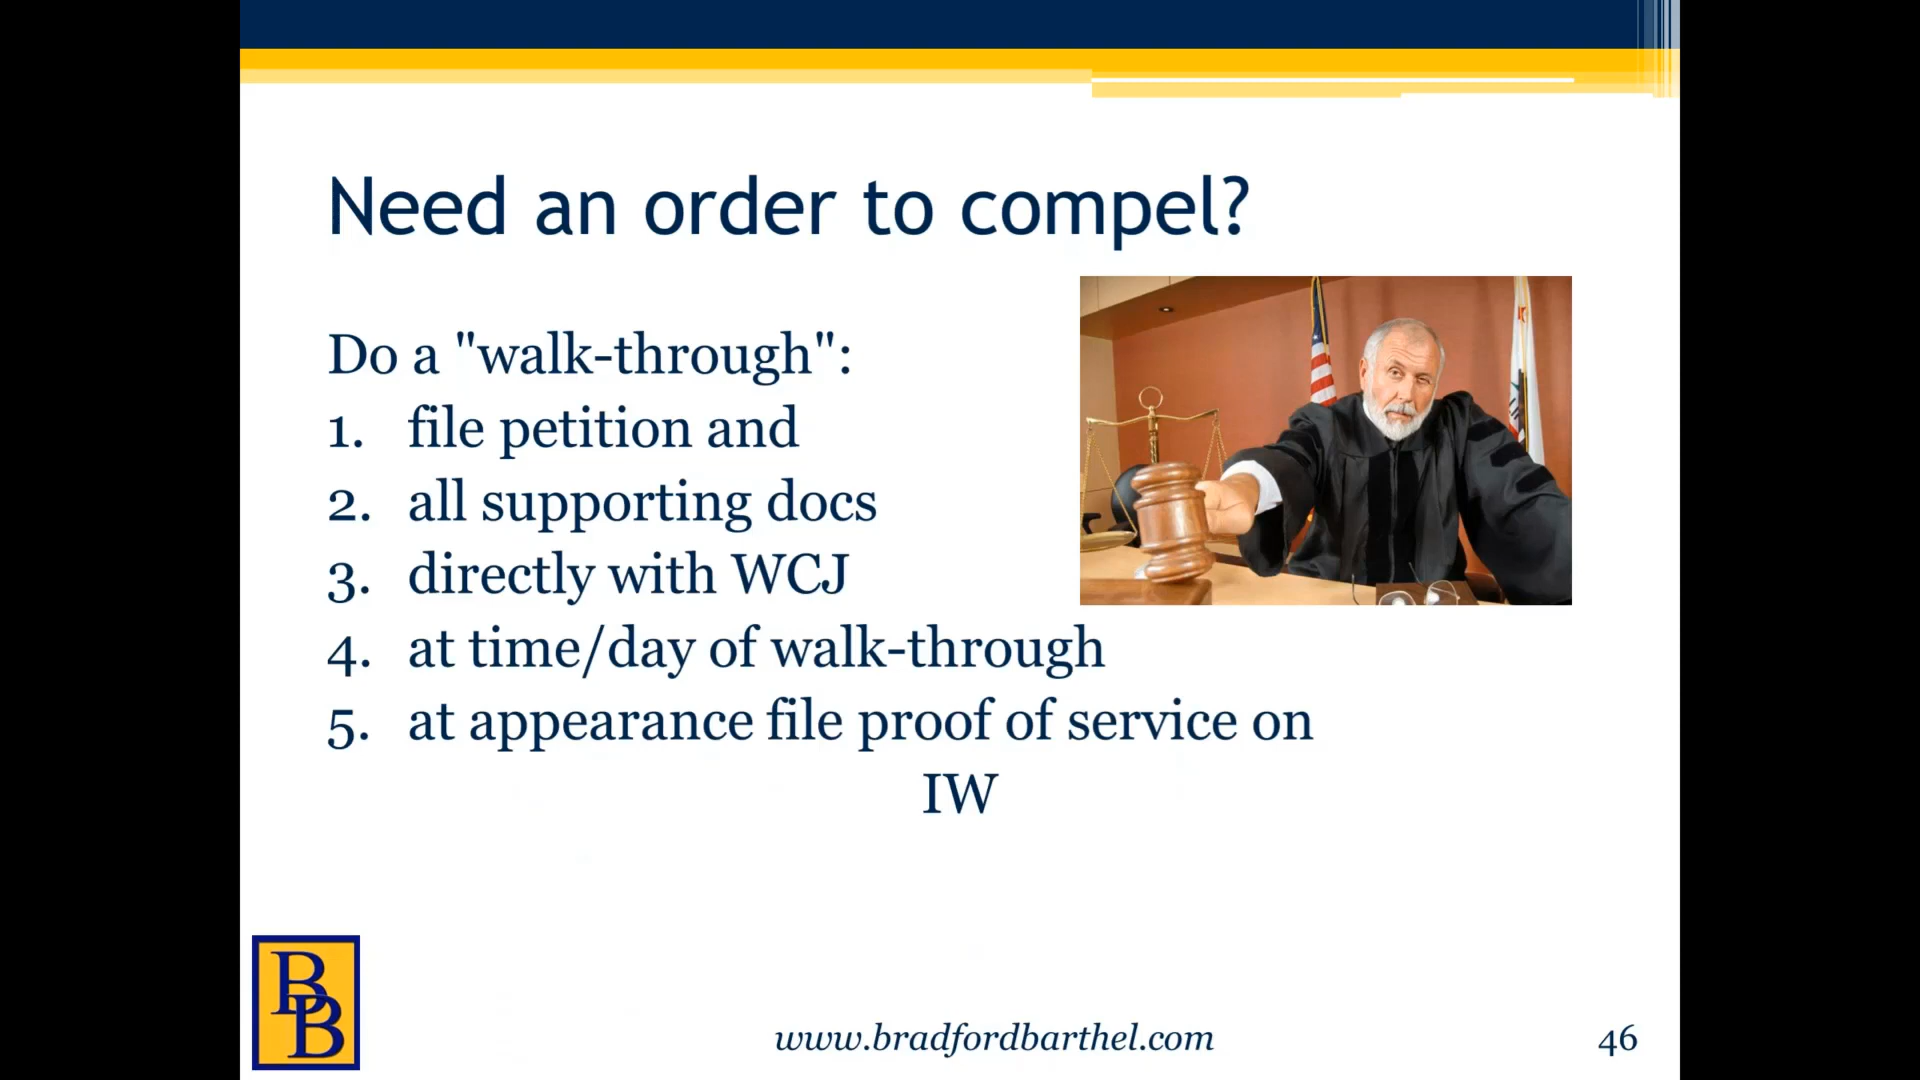 Need an order to compel?
Do a "walk-through":
1. file petition and
2. all supporting docs
3. directly with WCJ
4. at time/day of walk-through
5. at appearance file proof of service on
IW
BB
www.bradfordbarthel.com
46